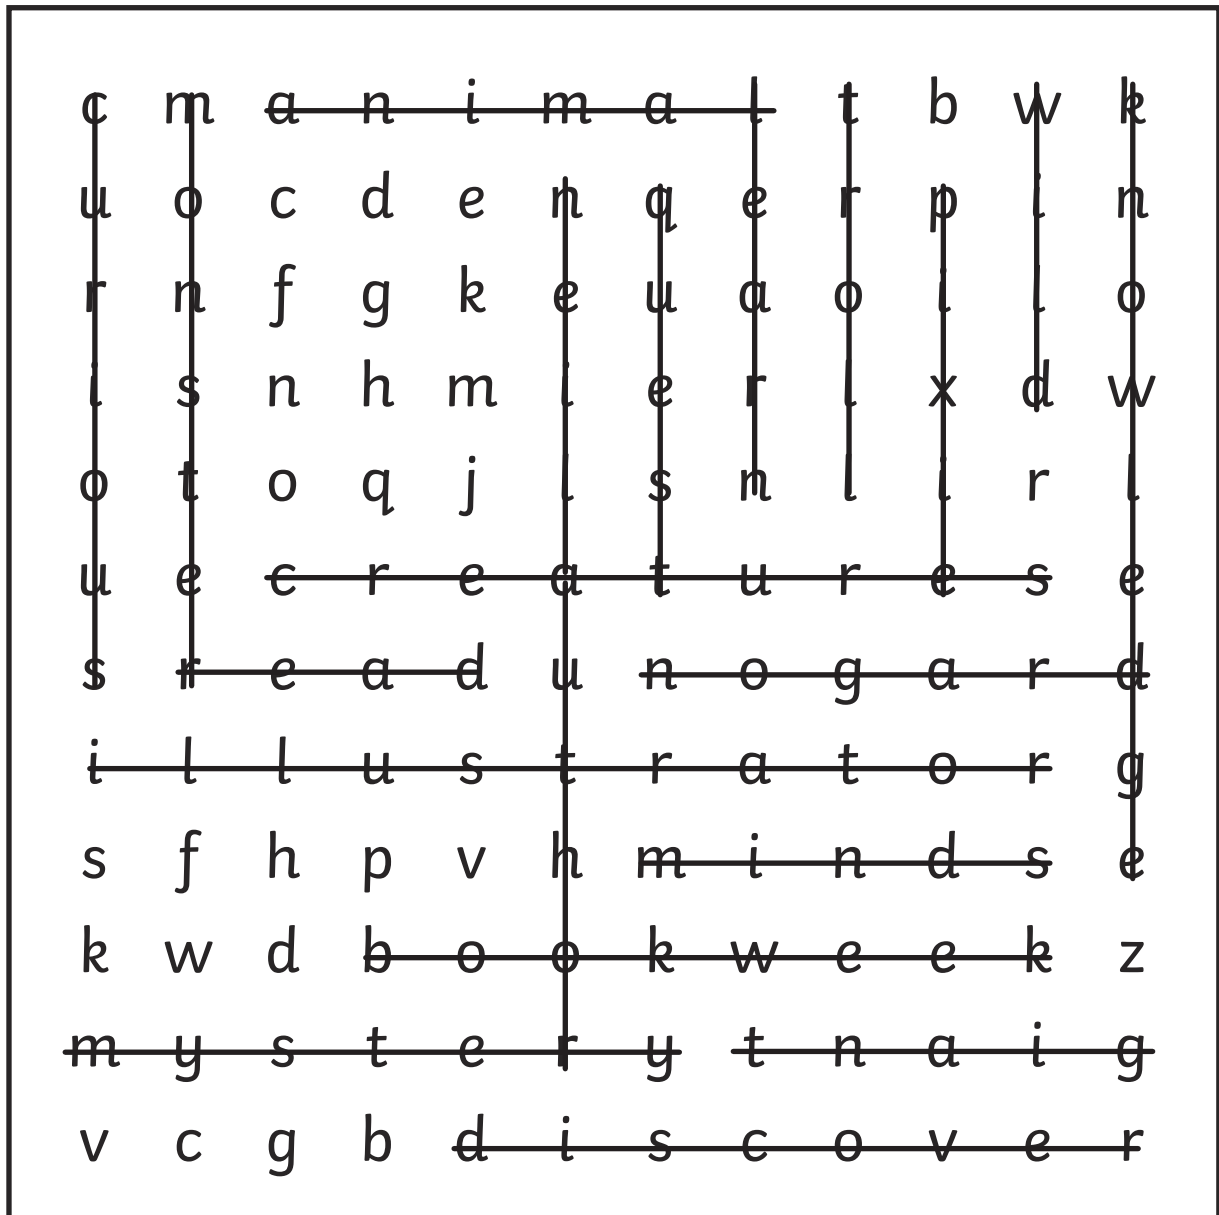 c m a n i m a l t b w k
u o c d e n q e r p i n
r n f g k e u a o i l o
i s n h m i e r l x d w
o t o q j l s n l i r l
u e c r e a t u r e s e
s r e a d u n o g a r d
i l l u s t r a t o r g
s f h p v h m i n d s e
k w d b o o k w e e k z
m y s t e r y t n a i g
v c g b d i s c o v e r